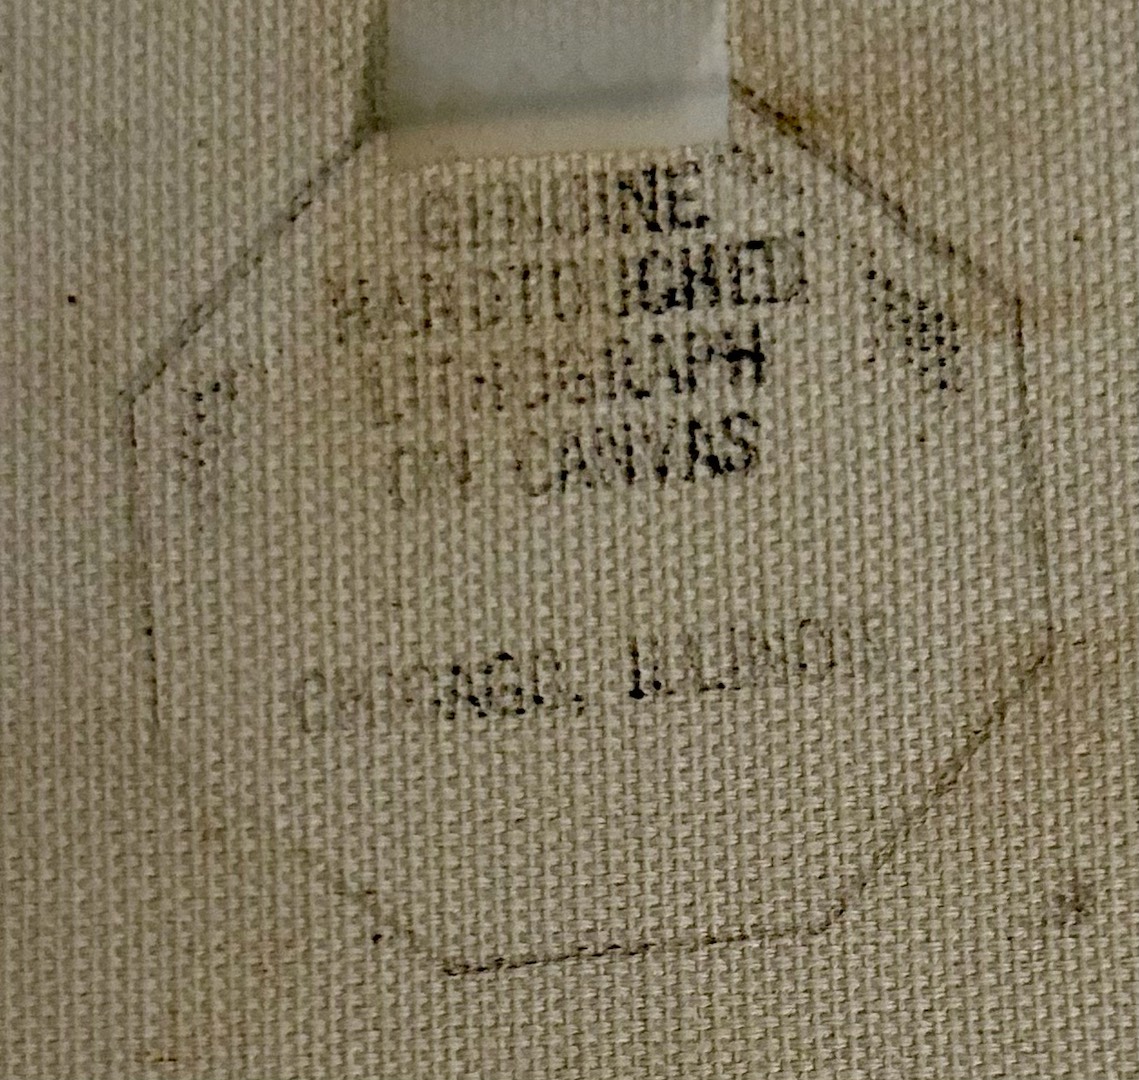 GENUINE
HANDTOUCHED
LITHOGRAPH
ON CANVAS
CHICAGO, ILLINOIS